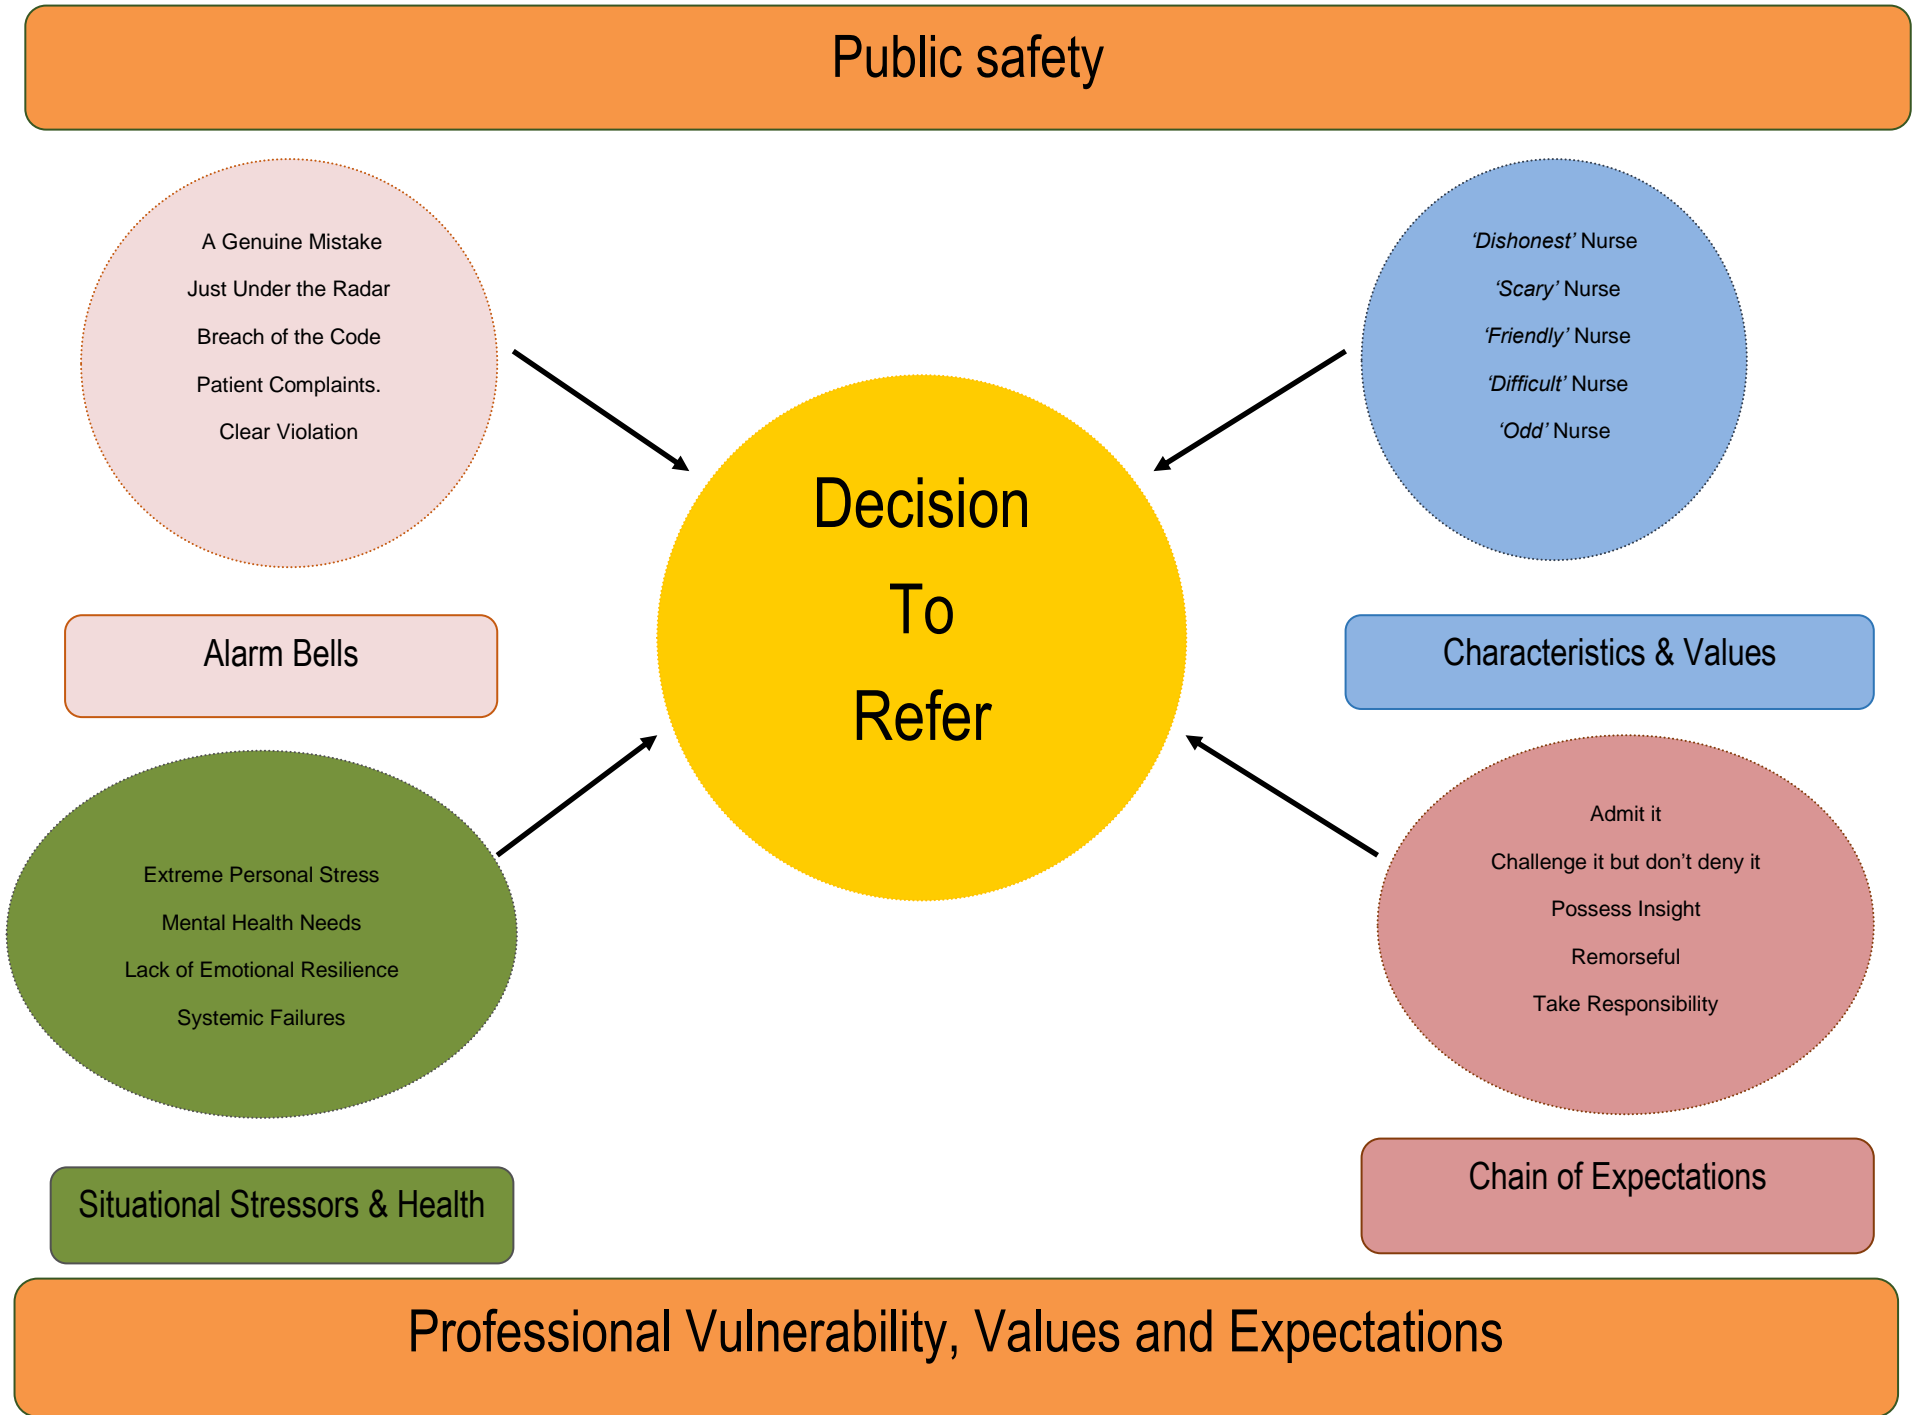 Public safety
A Genuine Mistake
Just Under the Radar
Breach of the Code
Patient Complaints.
Clear Violation
Alarm Bells
‘Dishonest’ Nurse
‘Scary’ Nurse
‘Friendly’ Nurse
‘Difficult’ Nurse
‘Odd’ Nurse
Characteristics & Values
Decision
To
Refer
Extreme Personal Stress
Mental Health Needs
Lack of Emotional Resilience
Systemic Failures
Situational Stressors & Health
Admit it
Challenge it but don’t deny it
Possess Insight
Remorseful
Take Responsibility
Chain of Expectations
Professional Vulnerability, Values and Expectations